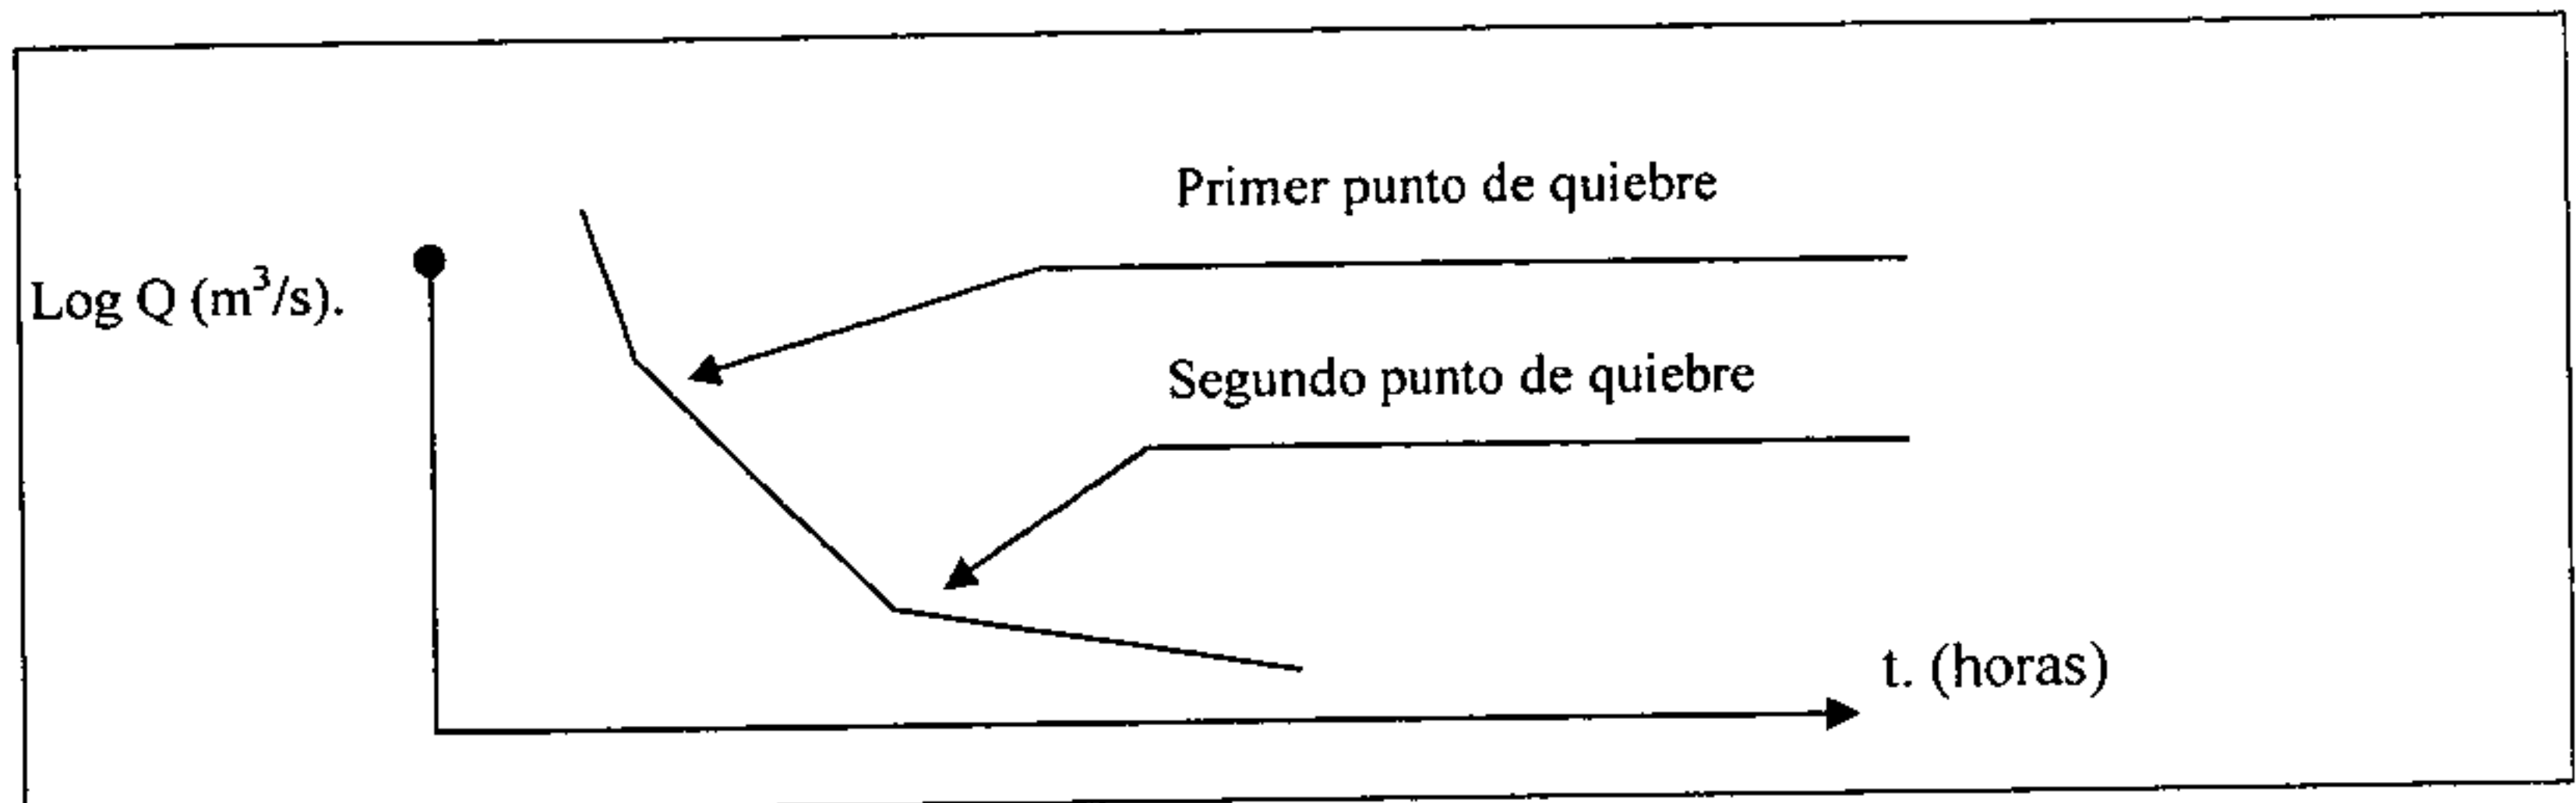 Primer punto de quiebre
Log Q (m³/s).
Segundo punto de quiebre
t. (horas)